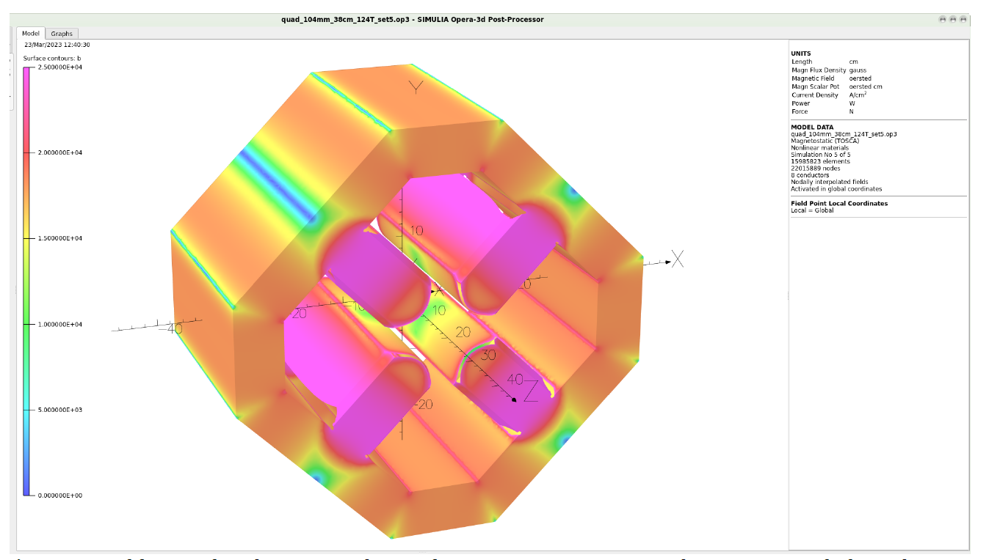 quad_104mm_38cm_124T_set5.op3 - SIMULIA Opera-3d Post-Processor
Model Graphs
23/Mar/2023 12:40:30
Surface contours: b
2.500000E+04
2.000000E+04
1.500000E+04
1.000000E+04
5.000000E+03
0.000000E+00
Y
X
Z
10
-40
-20
-10
10
20
30
40
-20
UNITS
Length cm
Magn Flux Density gauss
Magnetic Field oersted
Magn Scalar Pot oersted cm
Current Density A/cm²
Power W
Force N
MODEL DATA
quad_104mm_38cm_124T_set5.op3
Magnetostatic (TOSCA)
Nonlinear materials
Simulation No 5 of 5
15985823 elements
22015889 nodes
8 conductors
Nodally interpolated fields
Activated in global coordinates
Field Point Local Coordinates
Local = Global